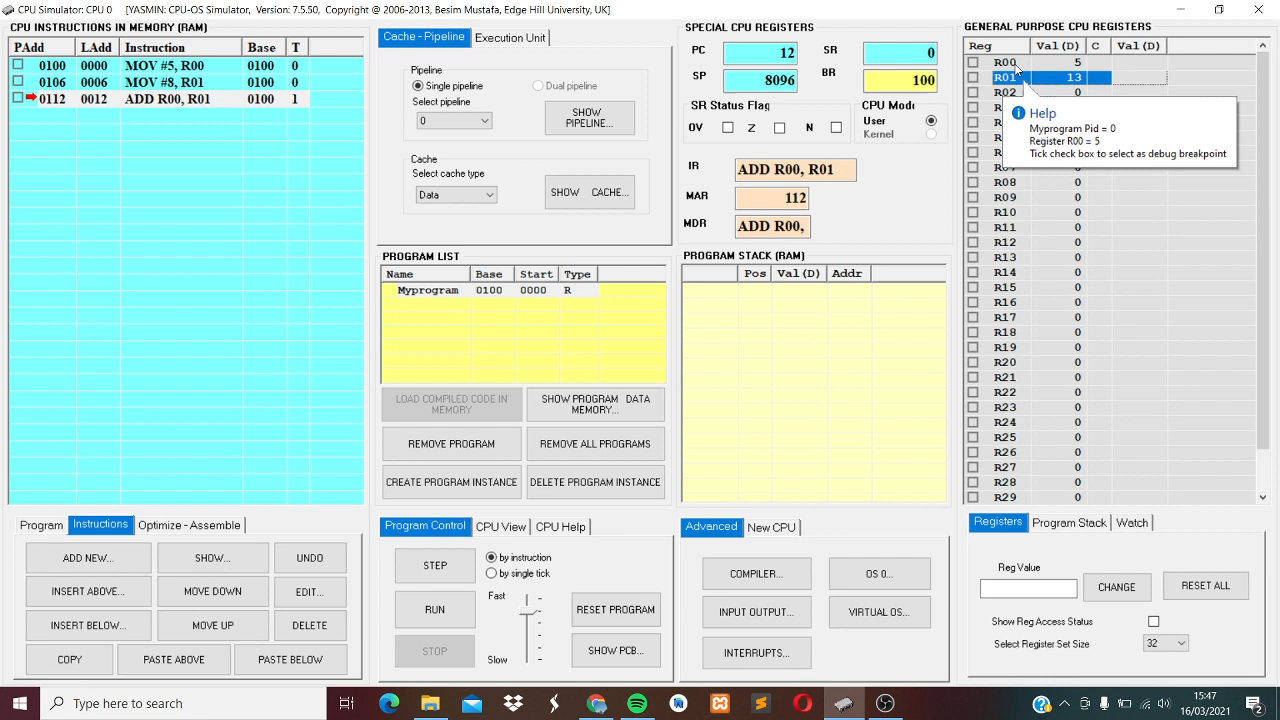 CPU Simulator: CPU 0 [YASMIN: CPU-OS Simulator, Version: 7.5.50, Copyright @ 2006-2013, Besim Mustafa, Edge Hill University, UK]
CPU INSTRUCTIONS IN MEMORY (RAM)
PAdd LAdd Instruction Base T
0100 0000 MOV #5, R00 0100 0
0106 0006 MOV #8, R01 0100 0
0112 0012 ADD R00, R01 0100 1
Program Instructions Optimize - Assemble
ADD NEW... SHOW... UNDO
INSERT ABOVE... MOVE DOWN EDIT...
INSERT BELOW... MOVE UP DELETE
COPY PASTE ABOVE PASTE BELOW
Cache - Pipeline Execution Unit
Pipeline
Single pipeline Dual pipeline
Select pipeline
0
SHOW
PIPELINE...
Cache
Select cache type
Data
SHOW CACHE...
PROGRAM LIST
Name Base Start Type
Myprogram 0100 0000 R
LOAD COMPILED CODE IN
MEMORY
SHOW PROGRAM DATA
MEMORY...
REMOVE PROGRAM REMOVE ALL PROGRAMS
CREATE PROGRAM INSTANCE DELETE PROGRAM INSTANCE
Program Control CPU View CPU Help
STEP
by instruction
by single tick
RUN
Fast
RESET PROGRAM
STOP
Slow
SHOW PCB...
SPECIAL CPU REGISTERS
PC 12 SR 0
SP 8096 BR 100
SR Status Flag
OV Z N
CPU Mode
User
Kernel
IR ADD R00, R01
MAR 112
MDR ADD R00,
PROGRAM STACK (RAM)
Pos Val(D) Addr
Advanced New CPU
COMPILER... OS 0...
INPUT OUTPUT... VIRTUAL OS...
INTERRUPTS...
GENERAL PURPOSE CPU REGISTERS
Reg Val(D) C Val(D)
R00 5
R01 13
R02 0
Help
Myprogram Pid = 0
Register R00 = 5
Tick check box to select as debug breakpoint
R08 0
R09 0
R10 0
R11 0
R12 0
R13 0
R14 0
R15 0
R16 0
R17 0
R18 0
R19 0
R20 0
R21 0
R22 0
R23 0
R24 0
R25 0
R26 0
R27 0
R28 0
R29 0
Registers Program Stack Watch
Reg Value
CHANGE RESET ALL
Show Reg Access Status
Select Register Set Size 32
Type here to search
15:47
16/03/2021